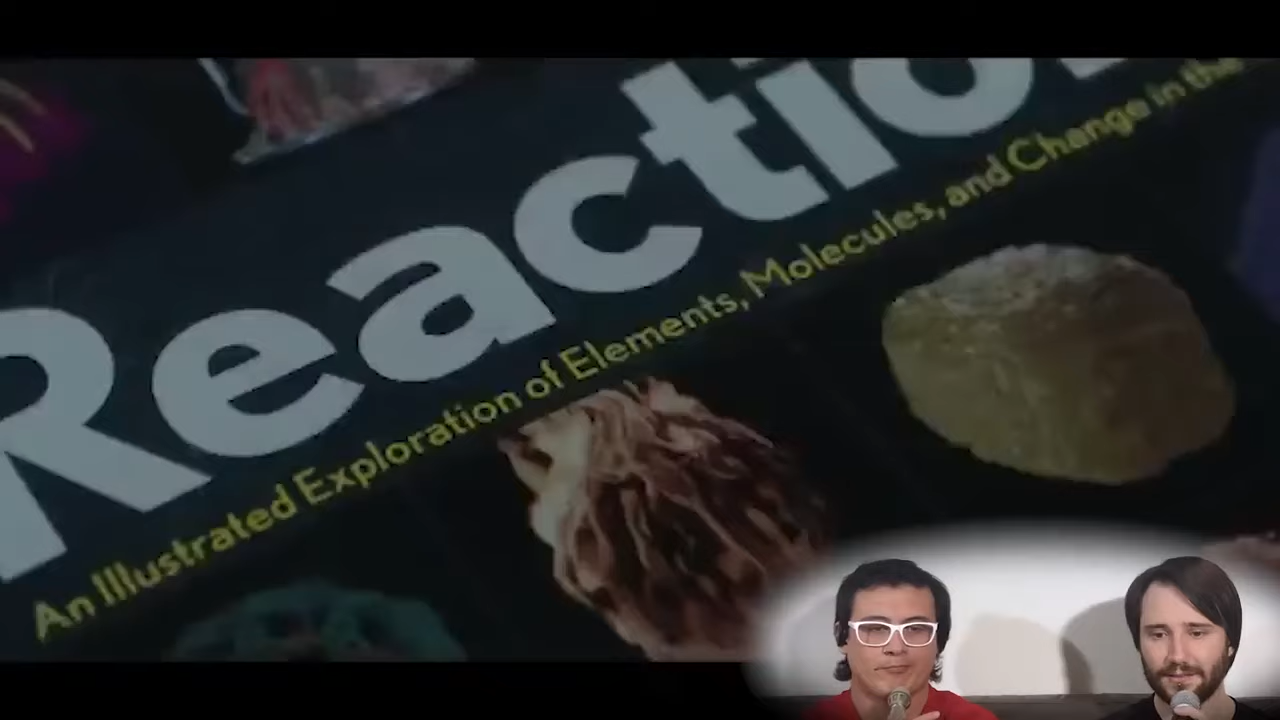 Reactio
An Illustrated Exploration of Elements, Molecules, and Change in the